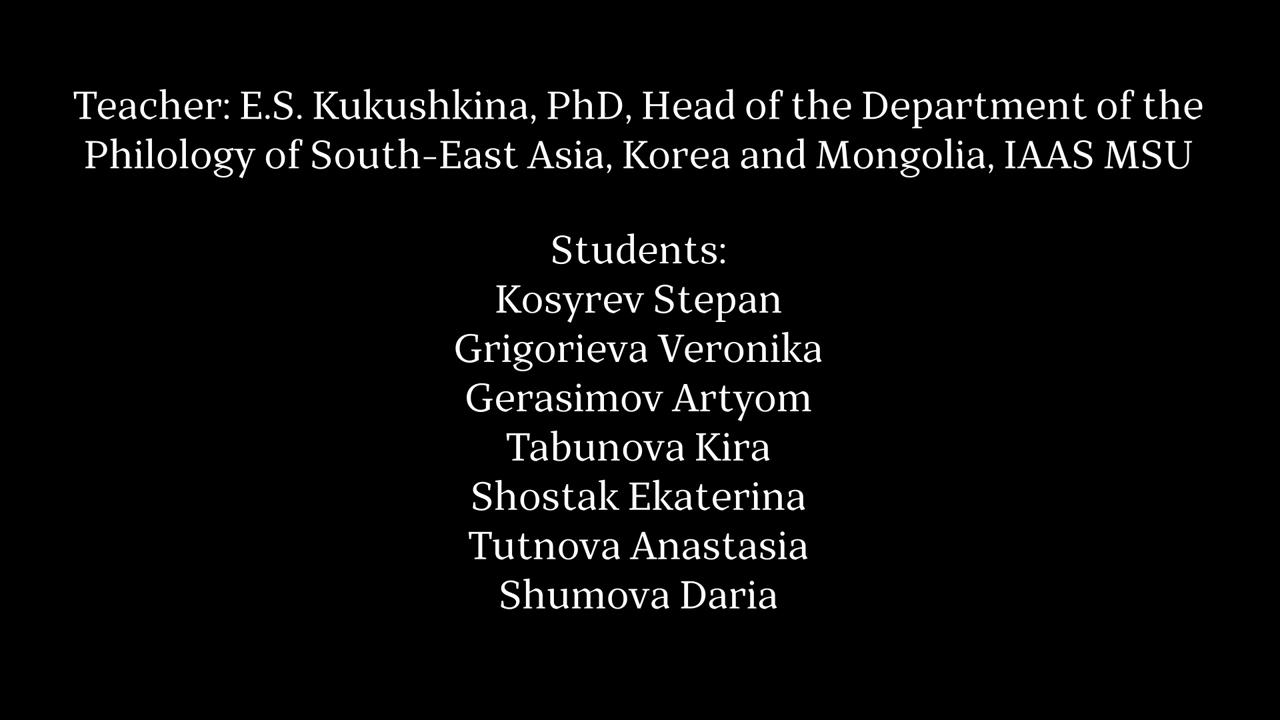 Teacher: E.S. Kukushkina, PhD, Head of the Department of the
Philology of South-East Asia, Korea and Mongolia, IAAS MSU
Students:
Kosyrev Stepan
Grigorieva Veronika
Gerasimov Artyom
Tabunova Kira
Shostak Ekaterina
Tutnova Anastasia
Shumova Daria